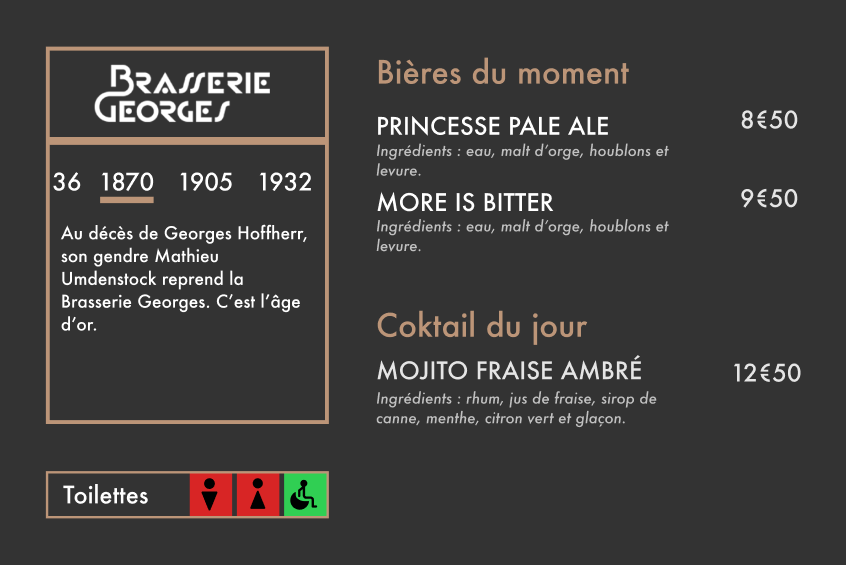 BRASSERIE
GEORGES
36 1870 1905 1932
Au décès de Georges Hoffherr,
son gendre Mathieu
Umdenstock reprend la
Brasserie Georges. C’est l’âge
d’or.
Toilettes
Bières du moment
PRINCESSE PALE ALE 8€50
Ingrédients : eau, malt d’orge, houblons et
levure.
MORE IS BITTER 9€50
Ingrédients : eau, malt d’orge, houblons et
levure.
Coktail du jour
MOJITO FRAISE AMBRÉ 12€50
Ingrédients : rhum, jus de fraise, sirop de
canne, menthe, citron vert et glaçon.